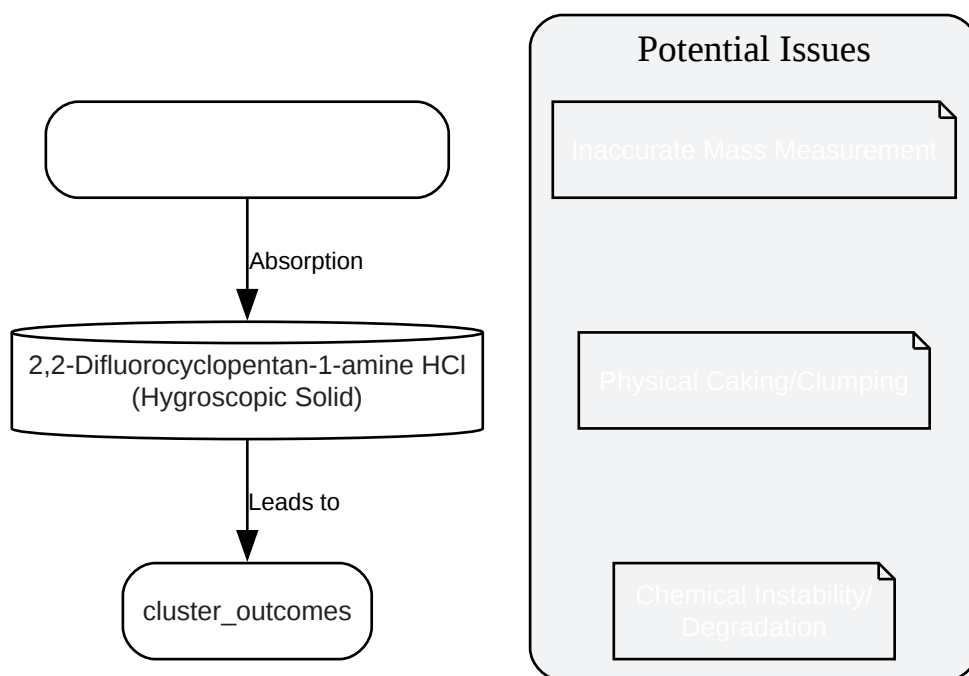 Potential Issues
Inaccurate Mass Measurement
Absorption
2,2-Difluorocyclopentan-1-amine HCl
(Hygroscopic Solid)
Physical Caking/Clumping
Leads to
cluster_outcomes
Chemical Instability/
Degradation